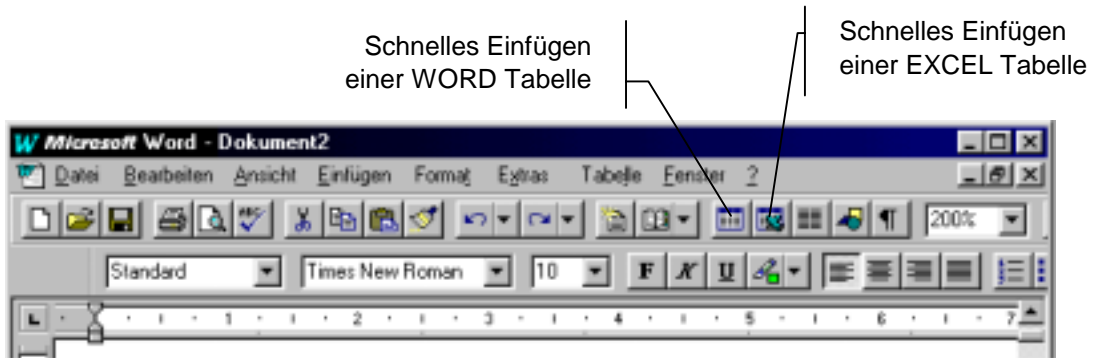 Schnelles Einfügen
einer WORD Tabelle
Schnelles Einfügen
einer EXCEL Tabelle
Microsoft Word - Dokument2
Datei Bearbeiten Ansicht Einfügen Format Extras Tabelle Fenster ?
ABC 200%
Standard Times New Roman 10 F K U
L 1 2 3 4 5 6 7